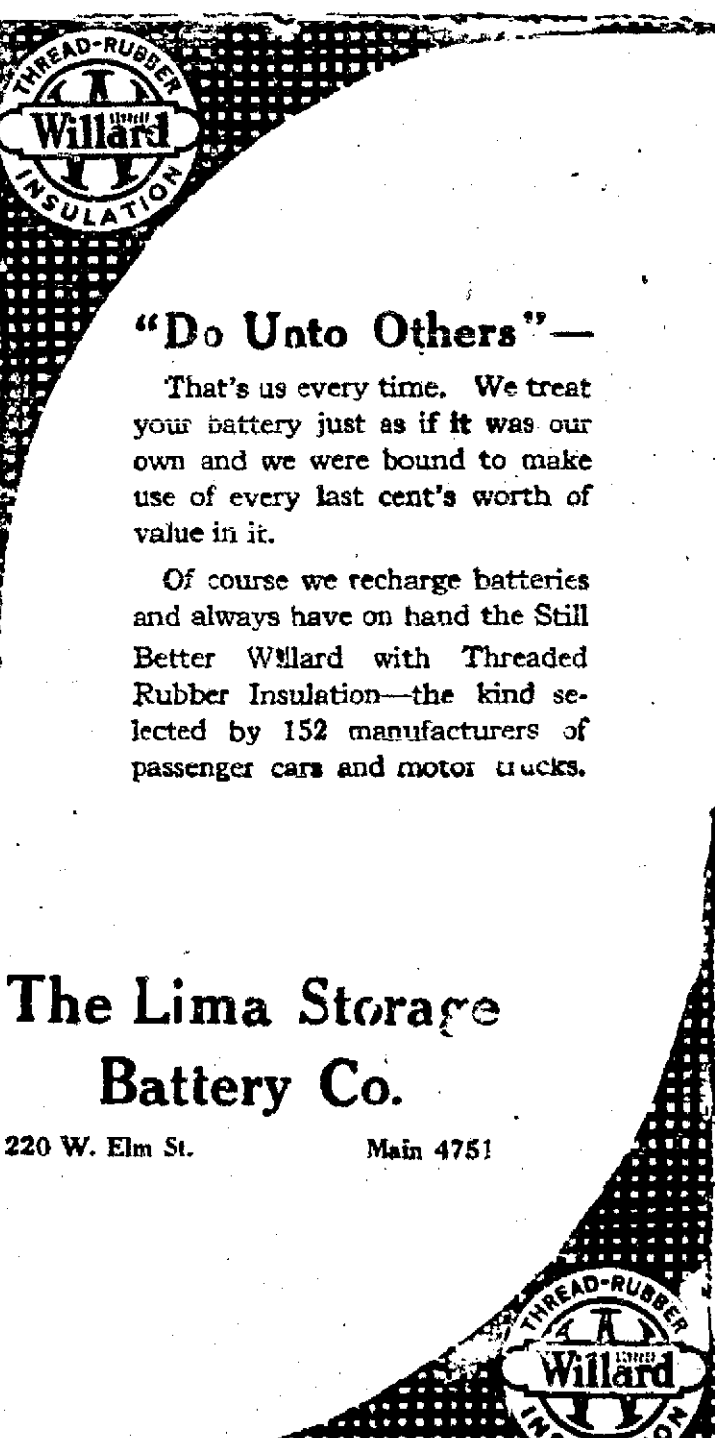 THREAD-RUBBER
Willard
INSULATION
“Do Unto Others”—
That's us every time. We treat
your battery just as if it was our
own and we were bound to make
use of every last cent's worth of
value in it.
Of course we recharge batteries
and always have on hand the Still
Better Willard with Threaded
Rubber Insulation—the kind se-
lected by 152 manufacturers of
passenger cars and motor trucks.
The Lima Storage
Battery Co.
220 W. Elm St. Main 4751
THREAD-RUBBER
Willard